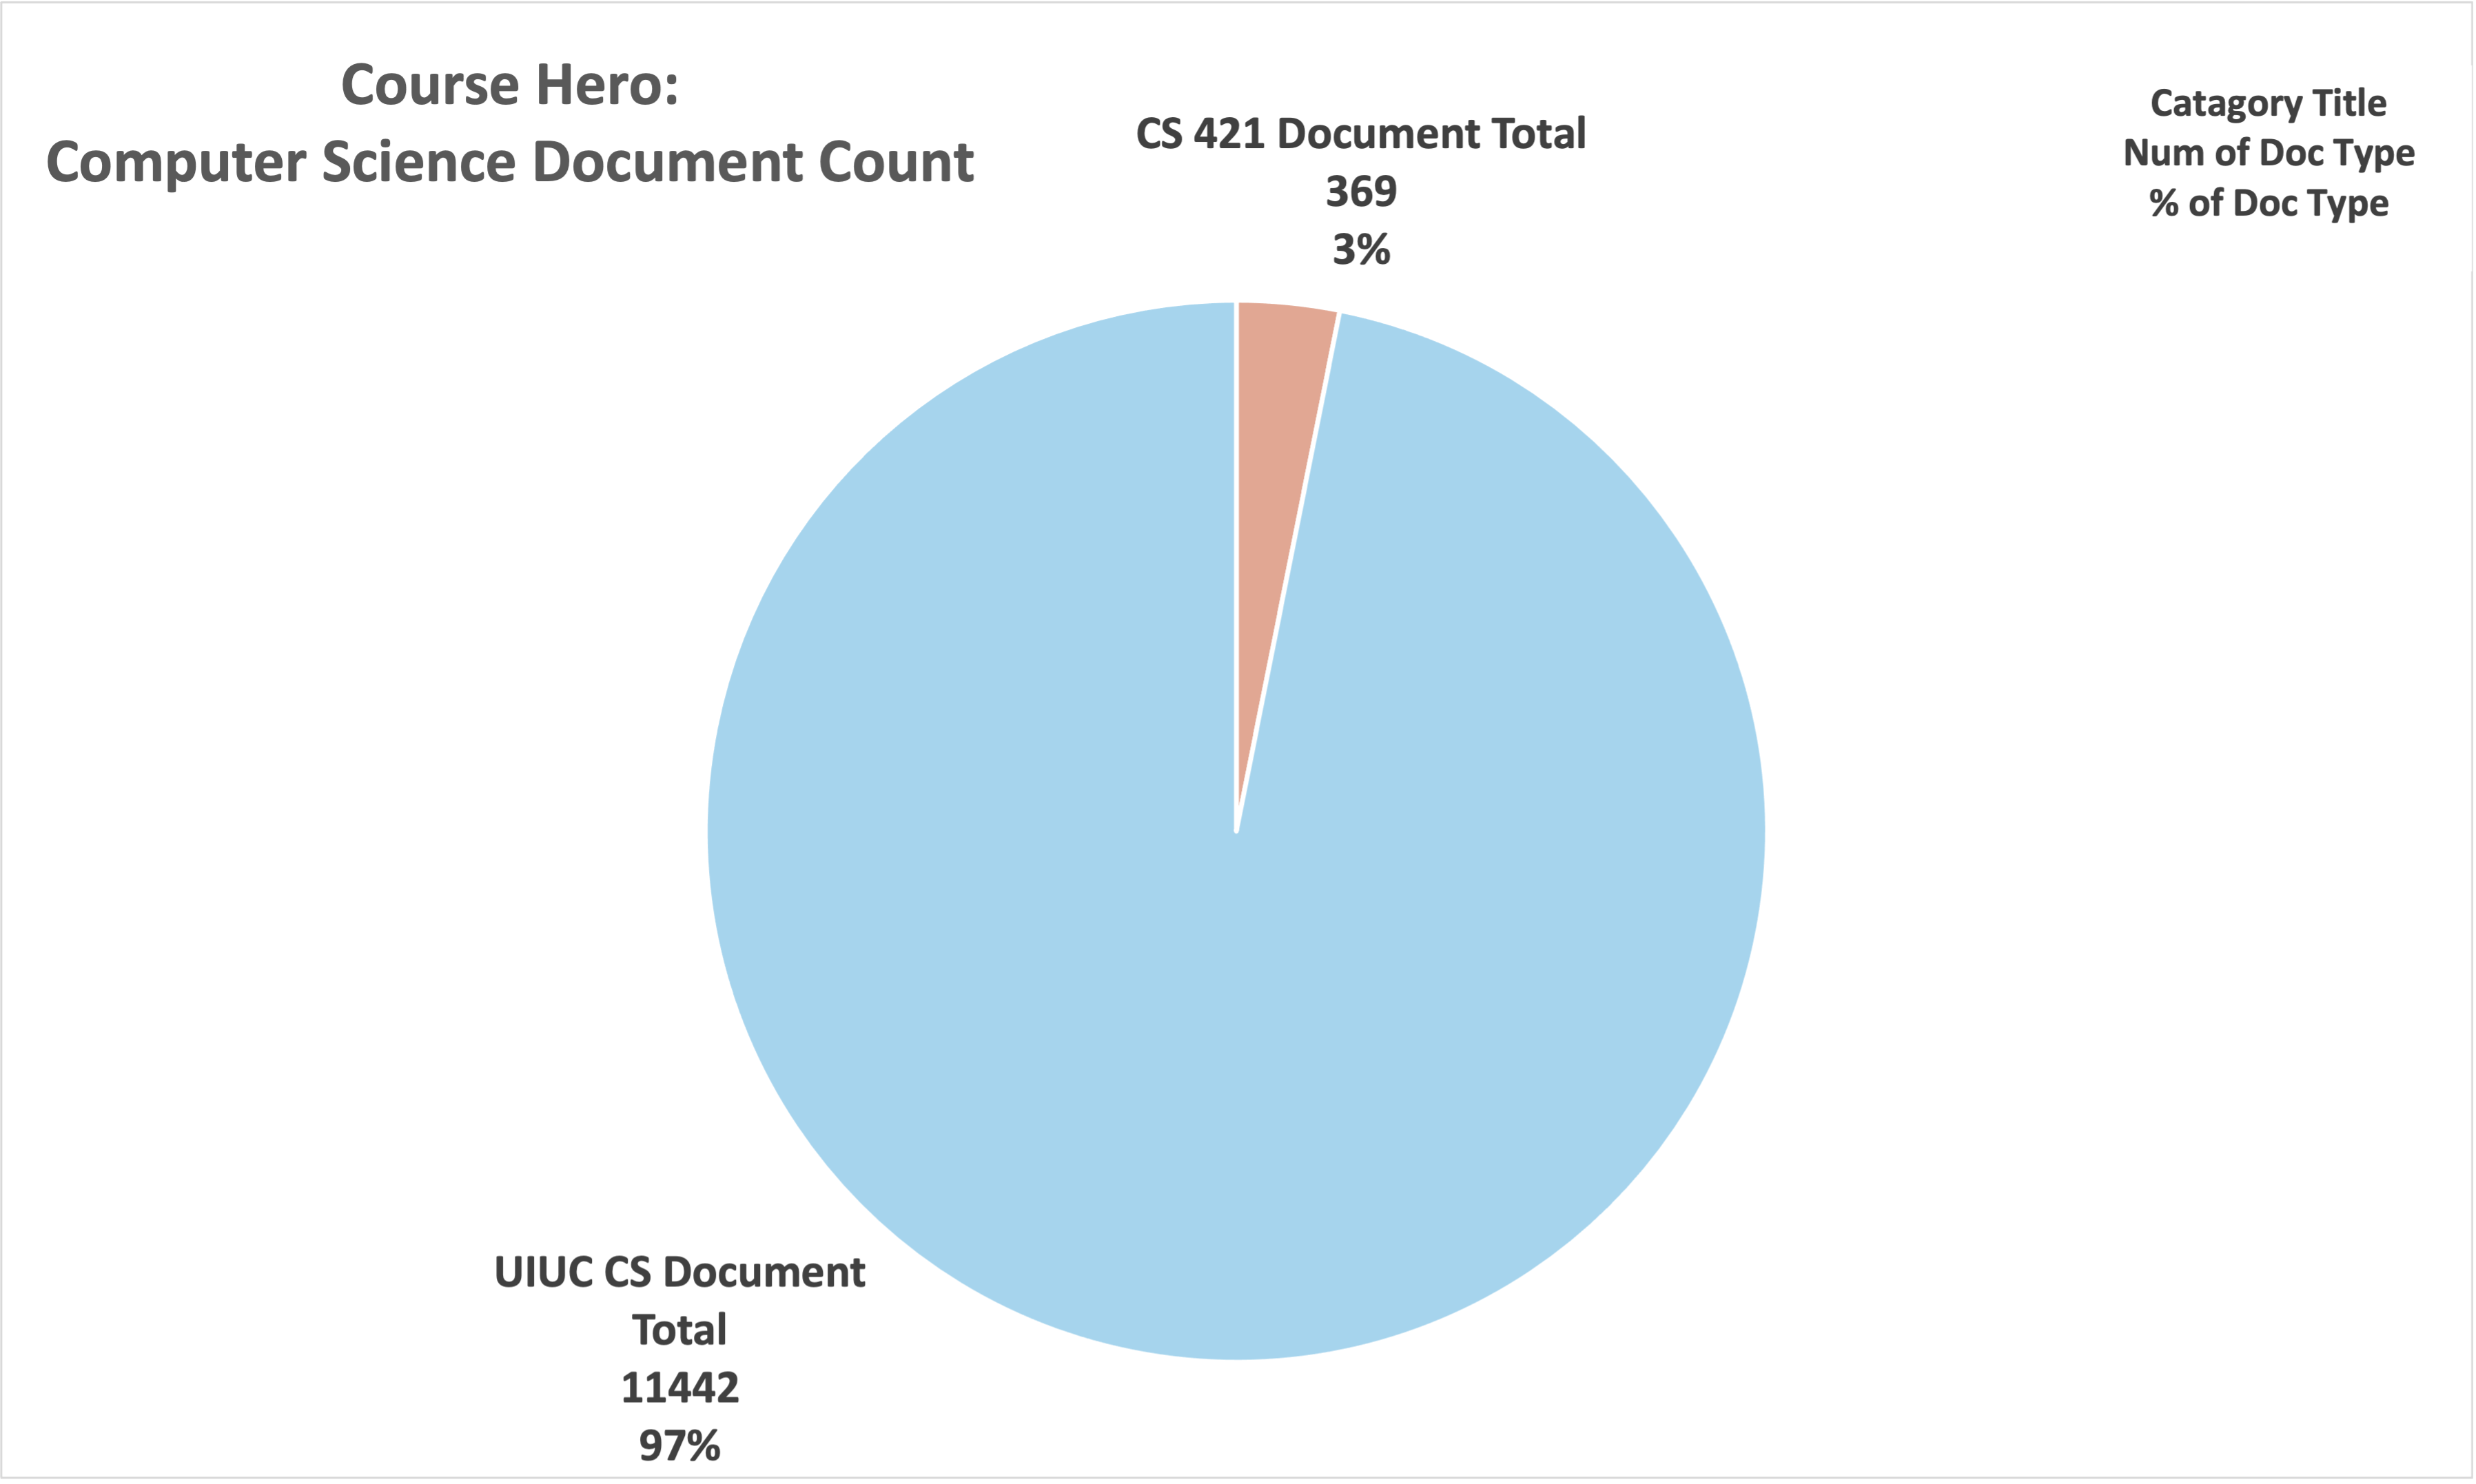 Course Hero:
Computer Science Document Count
CS 421 Document Total
369
3%
Catagory Title
Num of Doc Type
% of Doc Type
UIUC CS Document
Total
11442
97%